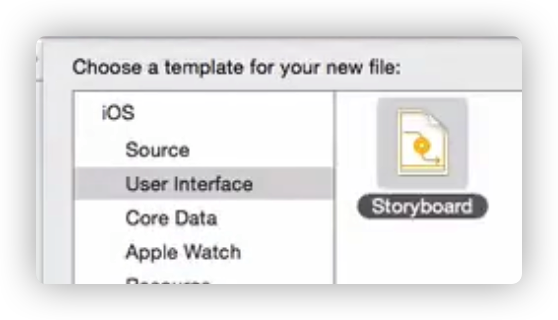 Choose a template for your new file:
iOS
Source
User Interface
Storyboard
Core Data
Apple Watch